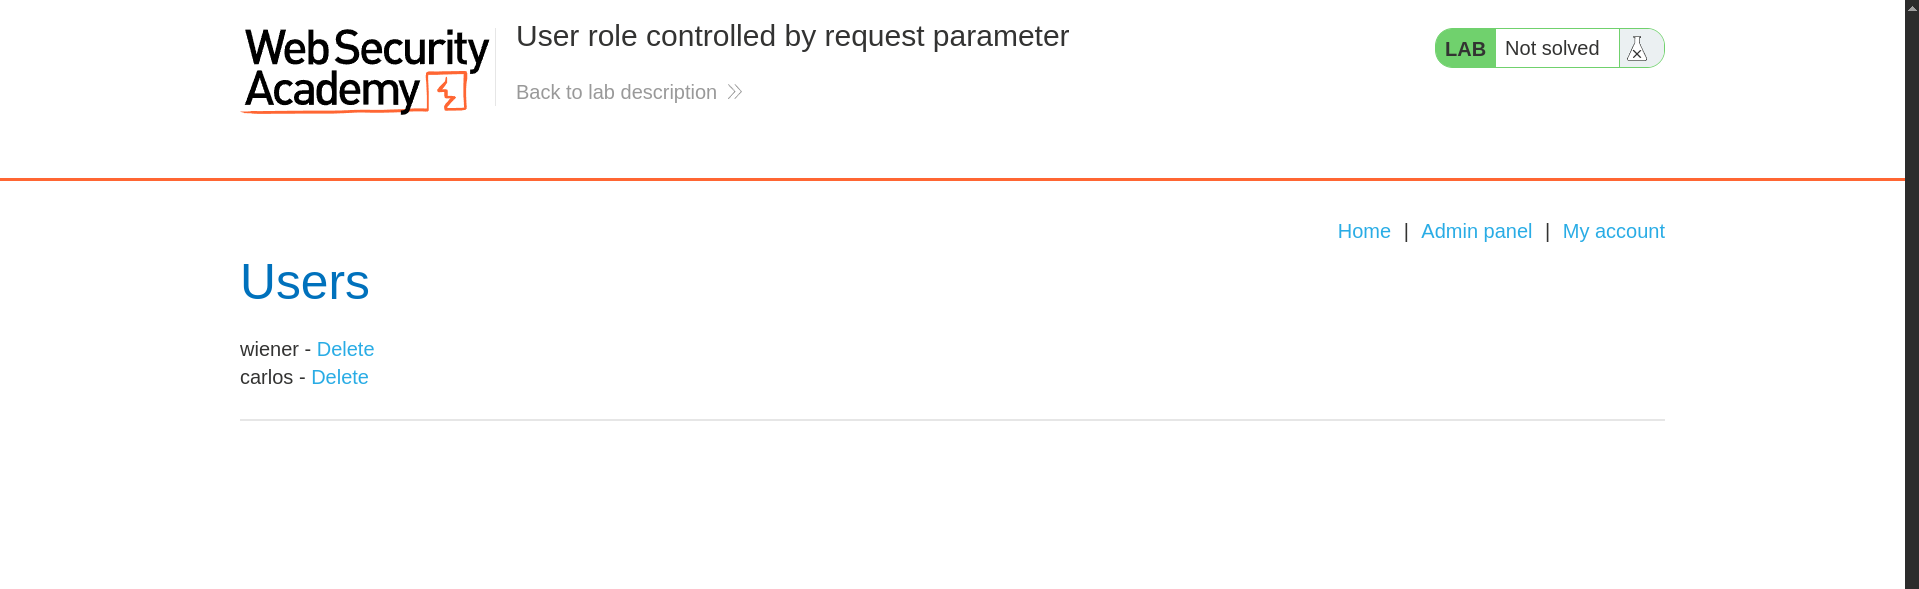 Web Security
Academy
User role controlled by request parameter
Back to lab description
LAB Not solved
Home | Admin panel | My account
Users
wiener - Delete
carlos - Delete